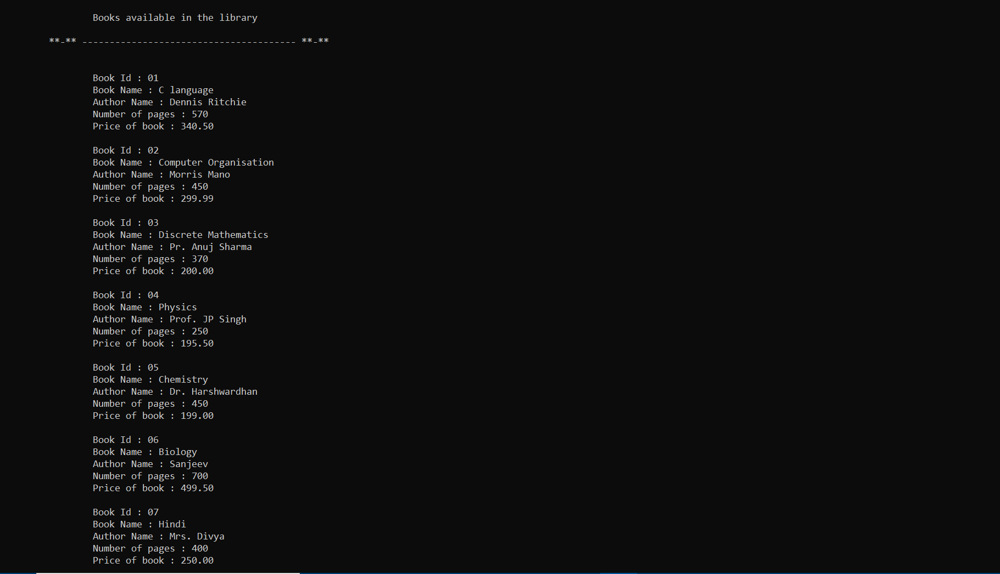 Books available in the library
**-** --------------------------------------- **-**
Book Id : 01
Book Name : C language
Author Name : Dennis Ritchie
Number of pages : 570
Price of book : 340.50
Book Id : 02
Book Name : Computer Organisation
Author Name : Morris Mano
Number of pages : 450
Price of book : 299.99
Book Id : 03
Book Name : Discrete Mathematics
Author Name : Pr. Anuj Sharma
Number of pages : 370
Price of book : 200.00
Book Id : 04
Book Name : Physics
Author Name : Prof. JP Singh
Number of pages : 250
Price of book : 195.50
Book Id : 05
Book Name : Chemistry
Author Name : Dr. Harshwardhan
Number of pages : 450
Price of book : 199.00
Book Id : 06
Book Name : Biology
Author Name : Sanjeev
Number of pages : 700
Price of book : 499.50
Book Id : 07
Book Name : Hindi
Author Name : Mrs. Divya
Number of pages : 400
Price of book : 250.00